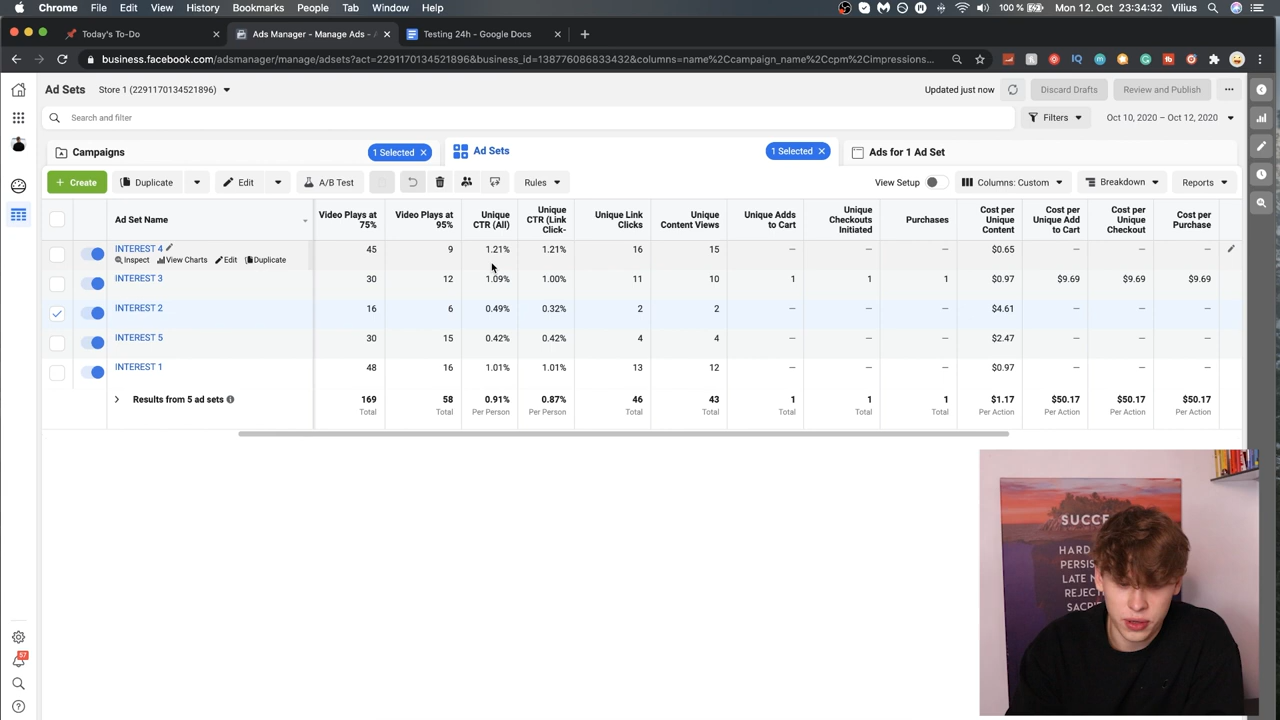 Chrome File Edit View History Bookmarks People Tab Window Help 100 % Mon 12. Oct 23:34:32 Vilius
Today's To-Do Ads Manager - Manage Ads - Testing 24h - Google Docs
business.facebook.com/adsmanager/manage/adsets?act=2291170134521896&business_id=138776086833432&columns=name%2Ccampaign_name%2Ccpm%2Cimpressions...
Ad Sets Store 1 (2291170134521896) Updated just now Discard Drafts Review and Publish
Search and filter Filters Oct 10, 2020 – Oct 12, 2020
Campaigns 1 Selected Ad Sets 1 Selected Ads for 1 Ad Set
+ Create Duplicate Edit A/B Test Rules View Setup Columns: Custom Breakdown Reports
Ad Set Name Video Plays at 75% Video Plays at 95% Unique CTR (All) Unique CTR (Link Click- Unique Link Clicks Unique Content Views Unique Adds to Cart Unique Checkouts Initiated Purchases Cost per Unique Content Cost per Unique Add to Cart Cost per Unique Checkout Cost per Purchase
INTEREST 4 45 9 1.21% 1.21% 16 15 — — — $0.65 — — —
Inspect View Charts Edit Duplicate
INTEREST 3 30 12 1.09% 1.00% 11 10 1 1 1 $0.97 $9.69 $9.69 $9.69
INTEREST 2 16 6 0.49% 0.32% 2 2 — — — $4.61 — — —
INTEREST 5 30 15 0.42% 0.42% 4 4 — — — $2.47 — — —
INTEREST 1 48 16 1.01% 1.01% 13 12 — — — $0.97 — — —
Results from 5 ad sets 169 58 0.91% 0.87% 46 43 1 1 1 $1.17 $50.17 $50.17 $50.17
Total Total Per Person Per Person Total Total Total Total Total Per Action Per Action Per Action Per Action
57
SUCCE
HARD
PERSIS
LATE N
REJECT
SACRI